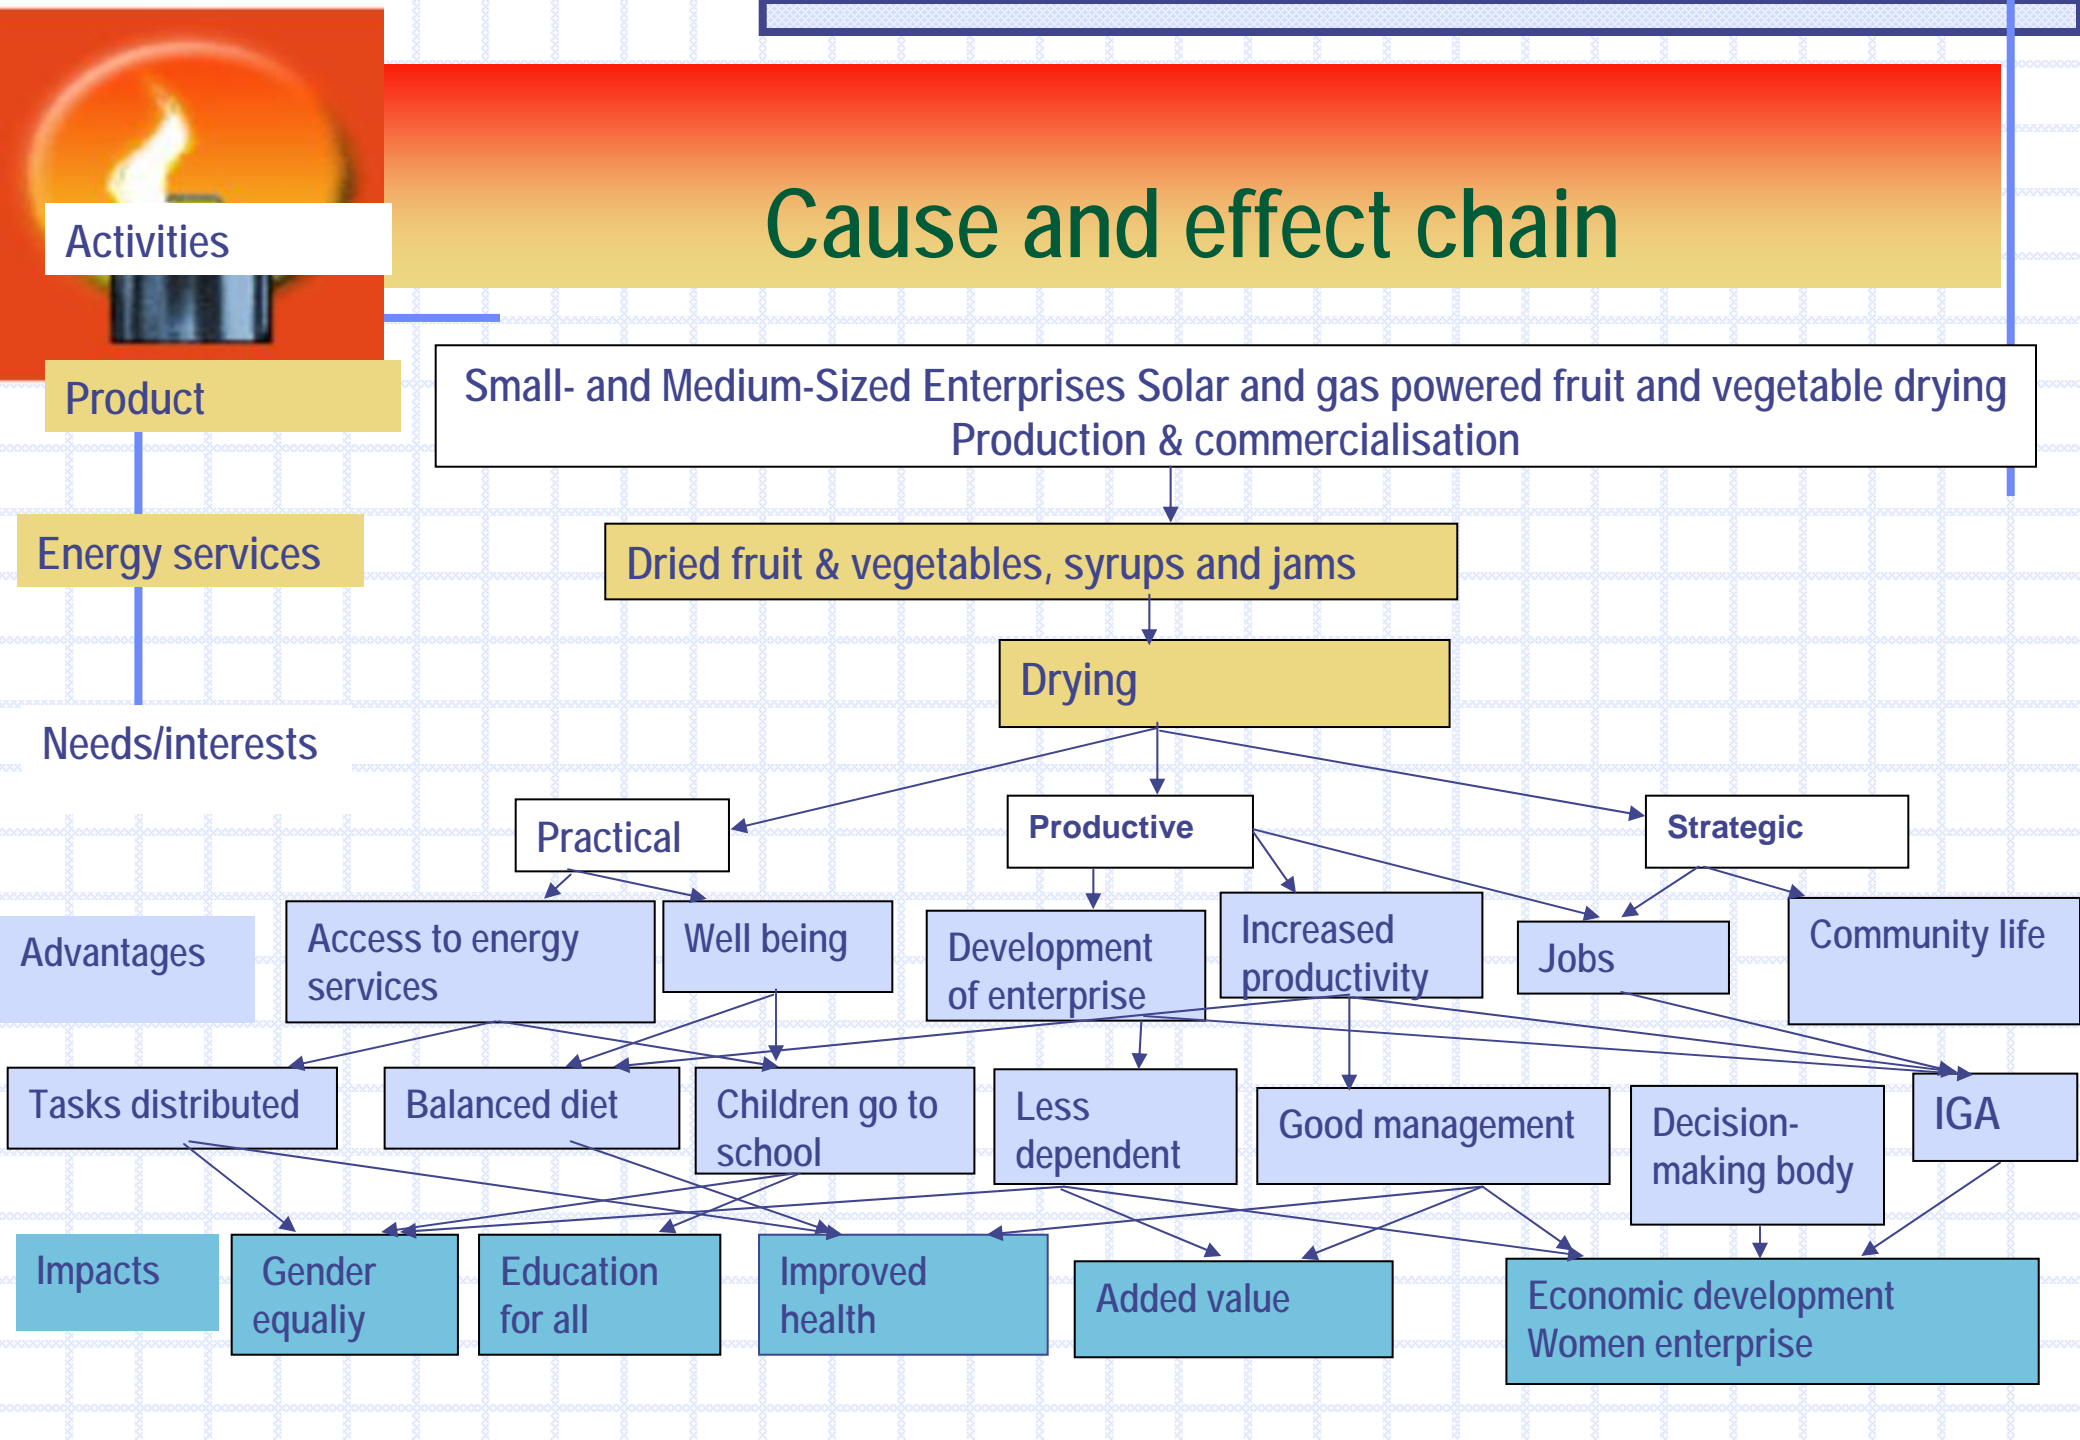 Cause and effect chain
Activities
Small- and Medium-Sized Enterprises Solar and gas powered fruit and vegetable drying
Production & commercialisation
Product
Dried fruit & vegetables, syrups and jams
Energy services
Drying
Needs/interests
Practical
Productive
Strategic
Advantages
Access to energy
services
Well being
Development
of enterprise
Increased
productivity
Jobs
Community life
Tasks distributed
Balanced diet
Children go to
school
Less
dependent
Good management
Decision-
making body
IGA
Impacts
Gender
equaliy
Education
for all
Improved
health
Added value
Economic development
Women enterprise